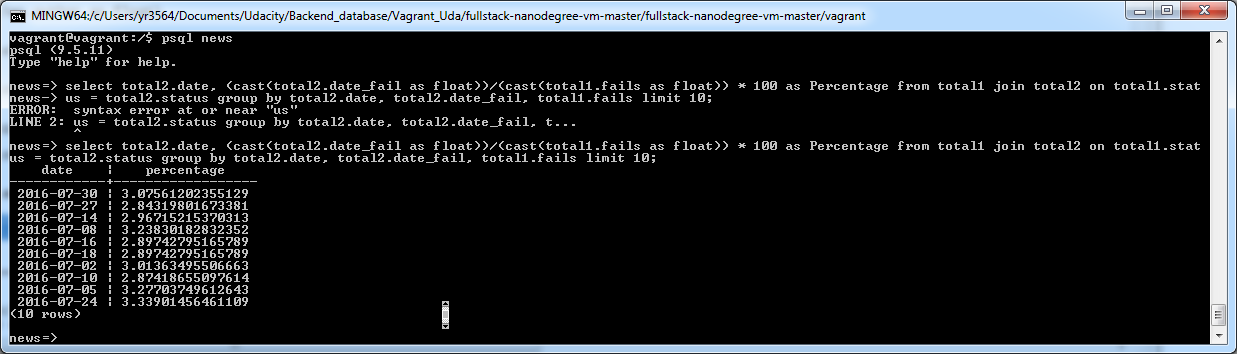 MINGW64:/c/Users/yr3564/Documents/Udacity/Backend_database/Vagrant_Uda/fullstack-nanodegree-vm-master/fullstack-nanodegree-vm-master/vagrant
vagrant@vagrant:/$ psql news
psql (9.5.11)
Type "help" for help.
news=> select total2.date, (cast(total2.date_fail as float))/(cast(total1.fails as float)) * 100 as Percentage from total1 join total2 on total1.stat
news-> us = total2.status group by total2.date, total2.date_fail, total1.fails limit 10;
ERROR:  syntax error at or near "us"
LINE 2: us = total2.status group by total2.date, total2.date_fail, t...
        ^
news=> select total2.date, (cast(total2.date_fail as float))/(cast(total1.fails as float)) * 100 as Percentage from total1 join total2 on total1.stat
us = total2.status group by total2.date, total2.date_fail, total1.fails limit 10;
    date    ¦    percentage
------------+------------------
 2016-07-30 ¦ 3.07561202355129
 2016-07-27 ¦ 2.84319801673381
 2016-07-14 ¦ 2.96715215370313
 2016-07-08 ¦ 3.23830182832352
 2016-07-16 ¦ 2.89742795165789
 2016-07-18 ¦ 2.89742795165789
 2016-07-02 ¦ 3.01363495506663
 2016-07-10 ¦ 2.87418655097614
 2016-07-05 ¦ 3.27703749612643
 2016-07-24 ¦ 3.33901456461109
(10 rows)
news=>